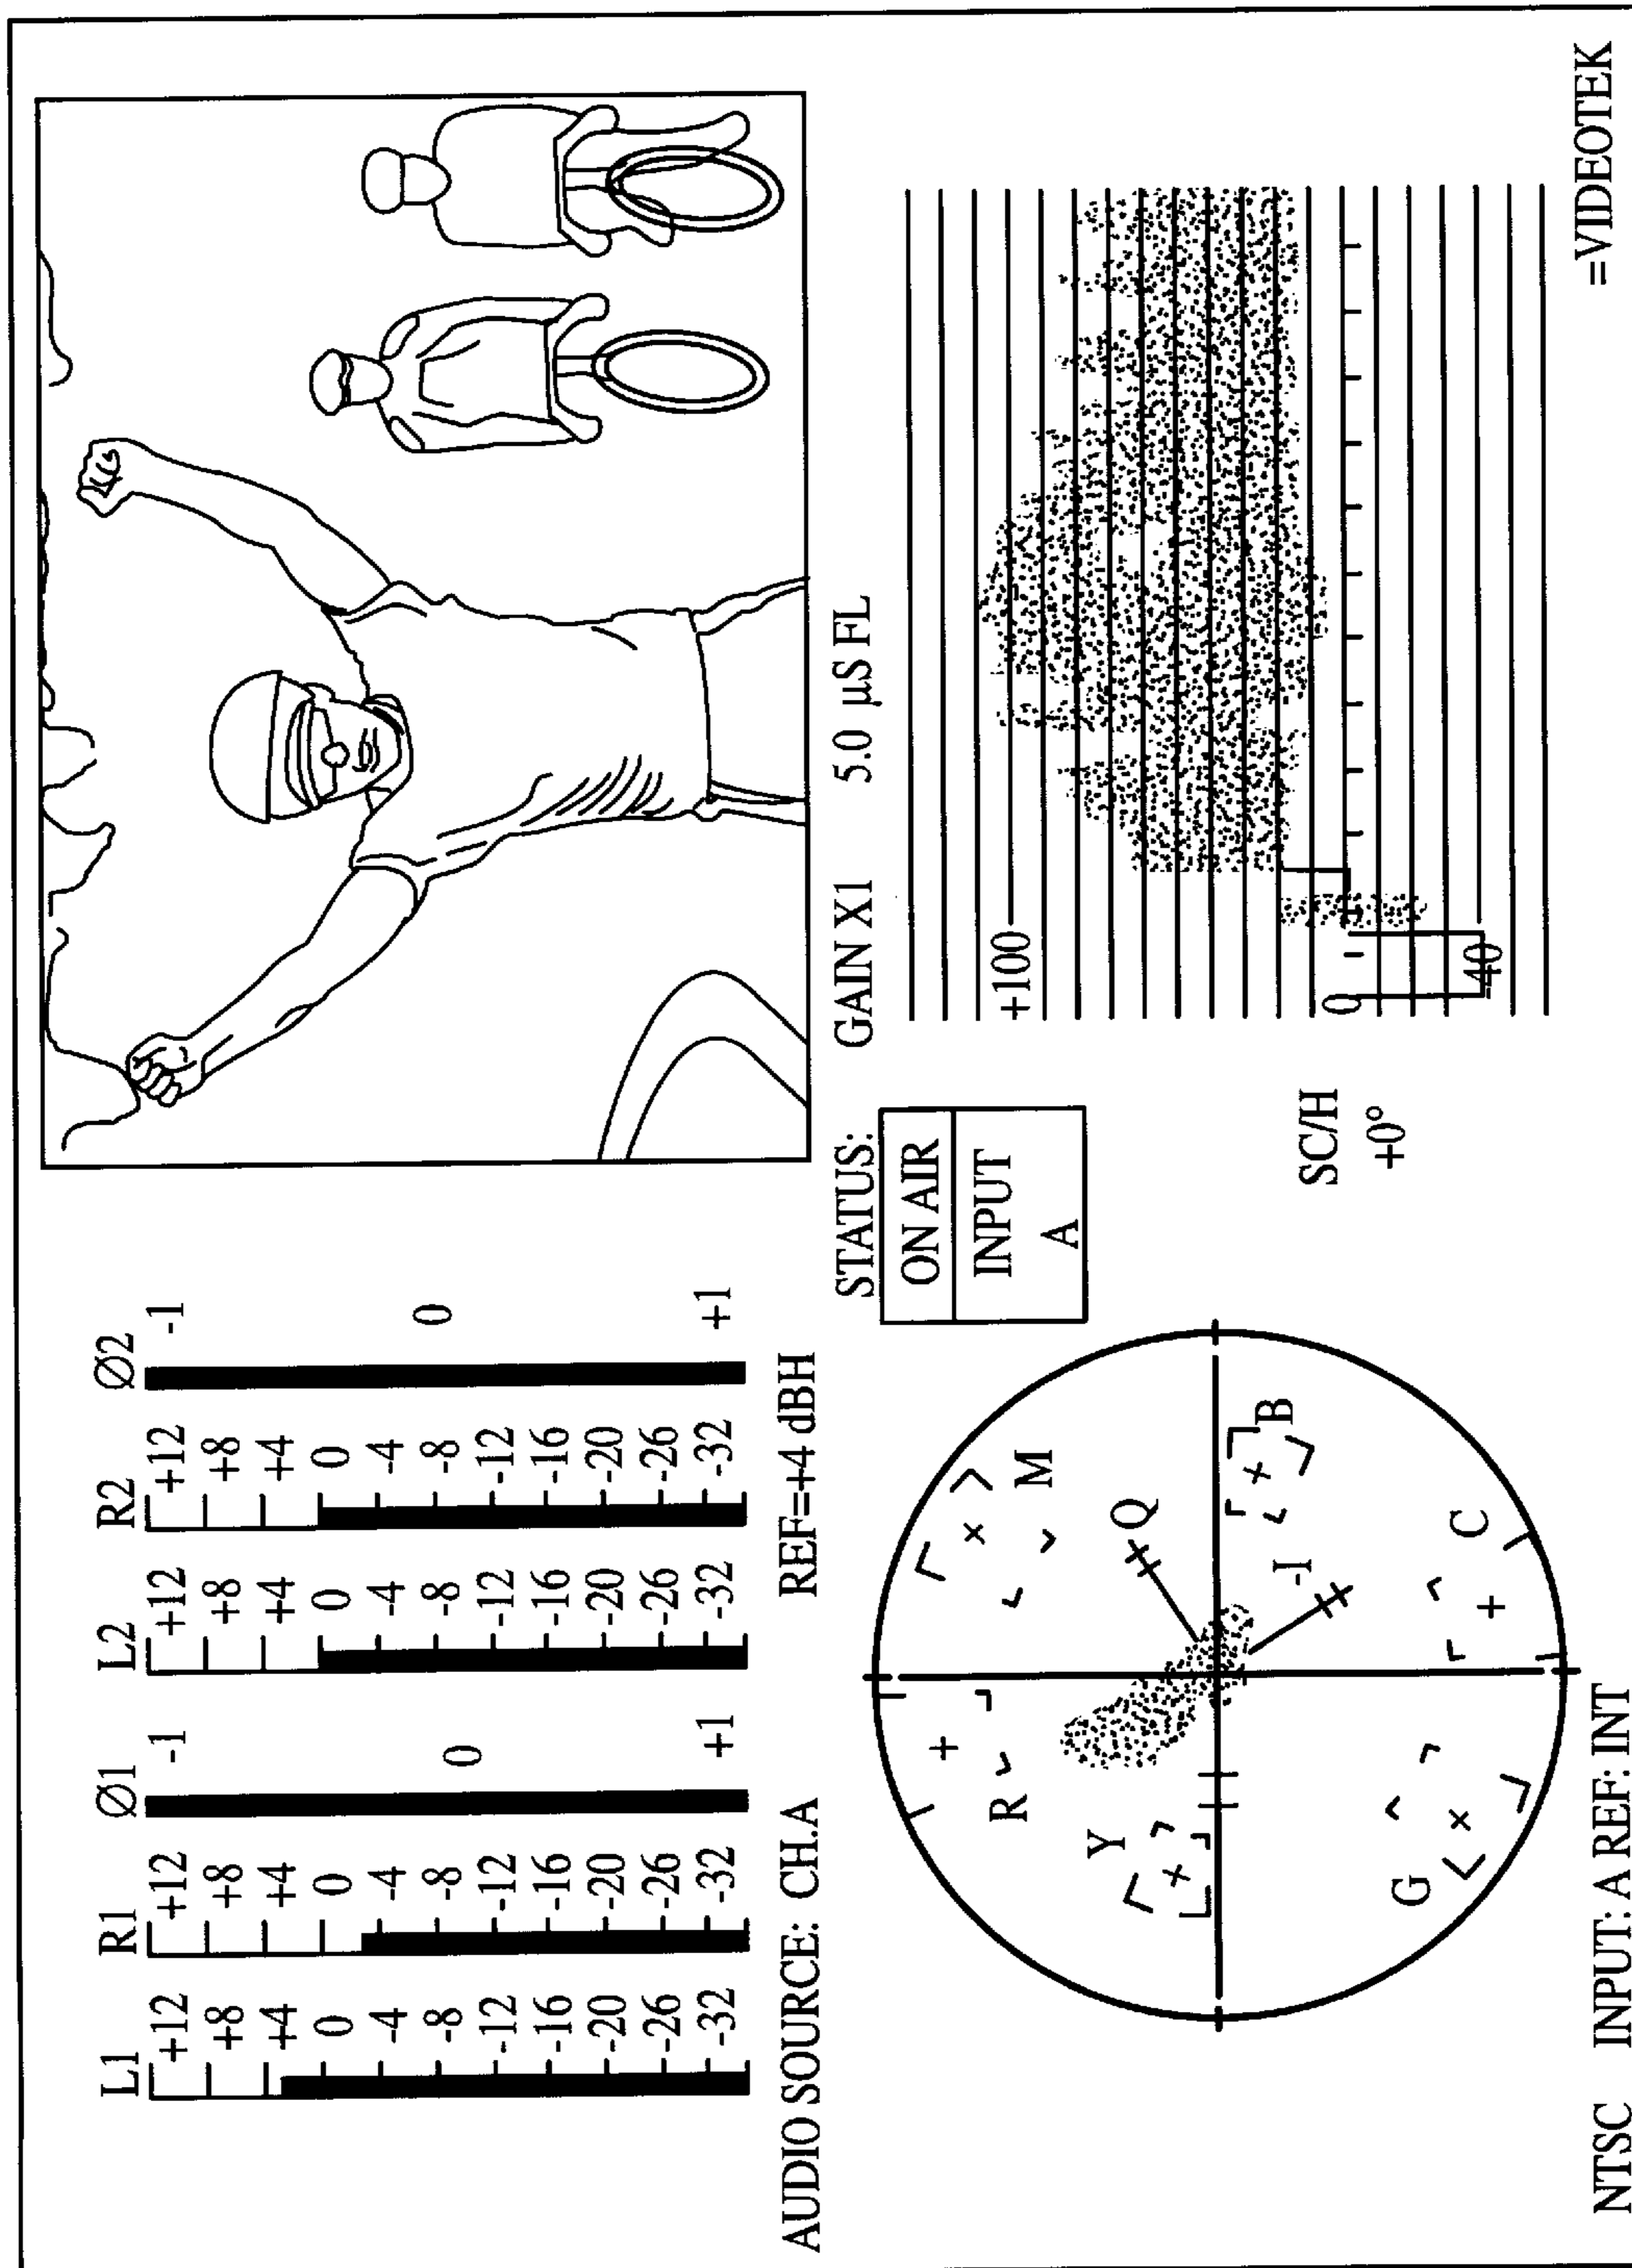 L1 R1 Ø1 L2 R2 Ø2
+12 +12 -1 +12 +12 -1
+8 +8 +8 +8
+4 +4 +4 +4
0 0 0 0 0 0
-4 -4 -4 -4
-8 -8 -8 -8
-12 -12 -12 -12
-16 -16 -16 -16
-20 -20 -20 -20
-26 -26 -26 -26
-32 -32 +1 -32 -32 +1
AUDIO SOURCE: CH.A REF=+4 dBH
STATUS:
ON AIR
INPUT
A
GAIN X1 5.0 µS FL
+100
0
-40
R
M
Y
Q
B
-I
G
C
SC/H
+0°
NTSC INPUT: A REF: INT =VIDEOTEK